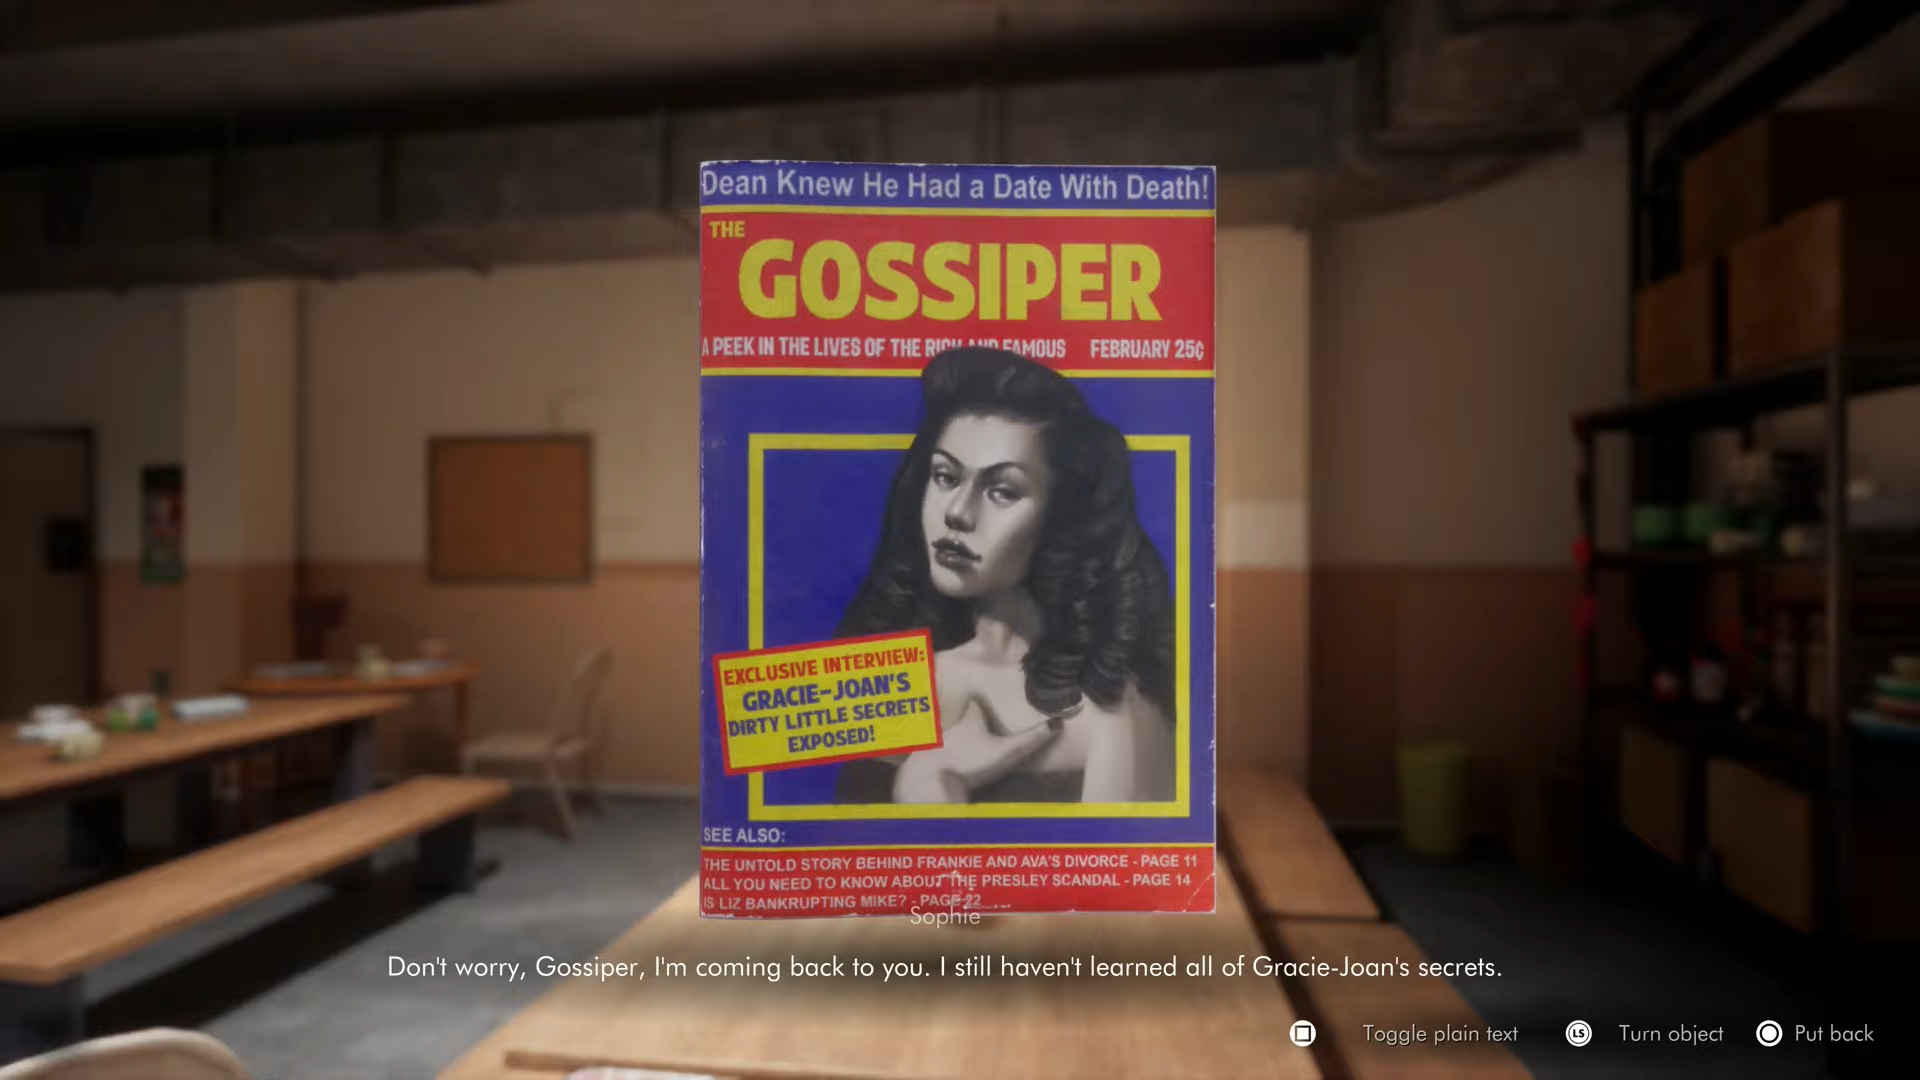 Dean Knew He Had a Date With Death!
THE
GOSSIPER
A PEEK IN THE LIVES OF THE RICH AND FAMOUS FEBRUARY 25¢
EXCLUSIVE INTERVIEW:
GRACIE-JOAN'S
DIRTY LITTLE SECRETS
EXPOSED!
SEE ALSO:
THE UNTOLD STORY BEHIND FRANKIE AND AVA'S DIVORCE - PAGE 11
ALL YOU NEED TO KNOW ABOUT THE PRESLEY SCANDAL - PAGE 14
IS LIZ BANKRUPTING MIKE? - PAGE 22
Sophie
Don't worry, Gossiper, I'm coming back to you. I still haven't learned all of Gracie-Joan's secrets.
Toggle plain text LS Turn object Put back